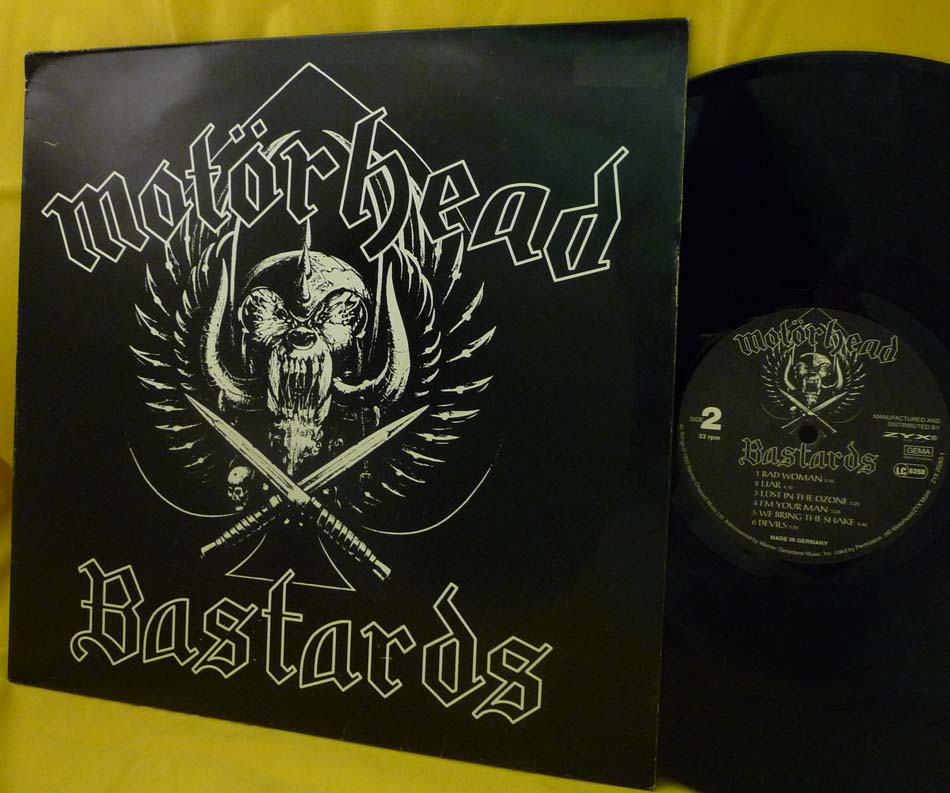 motörhead
Bastards
motörhead
SIDE 2
33 rpm
MANUFACTURED AND
DISTRIBUTED BY
ZYX
GEMA
LC 6350
Bastards
1 BAD WOMAN
2 LIAR
3 LOST IN THE OZONE
4 I'M YOUR MAN
5 WE BRING THE SHAKE
6 DEVILS
MADE IN GERMANY